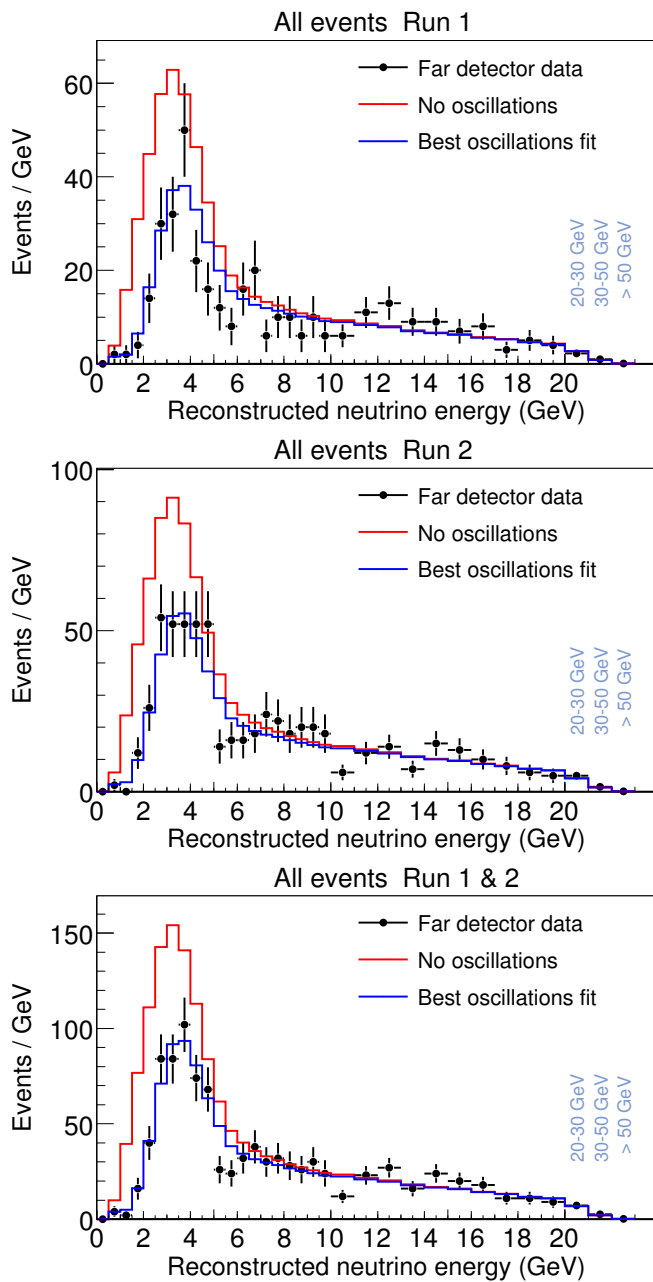 All events Run 1
Events / GeV
60
40
20
0
Far detector data
No oscillations
Best oscillations fit
20-30 GeV
30-50 GeV
> 50 GeV
0 2 4 6 8 10 12 14 16 18 20
Reconstructed neutrino energy (GeV)
All events Run 2
Events / GeV
100
50
0
Far detector data
No oscillations
Best oscillations fit
20-30 GeV
30-50 GeV
> 50 GeV
0 2 4 6 8 10 12 14 16 18 20
Reconstructed neutrino energy (GeV)
All events Run 1 & 2
Events / GeV
150
100
50
0
Far detector data
No oscillations
Best oscillations fit
20-30 GeV
30-50 GeV
> 50 GeV
0 2 4 6 8 10 12 14 16 18 20
Reconstructed neutrino energy (GeV)